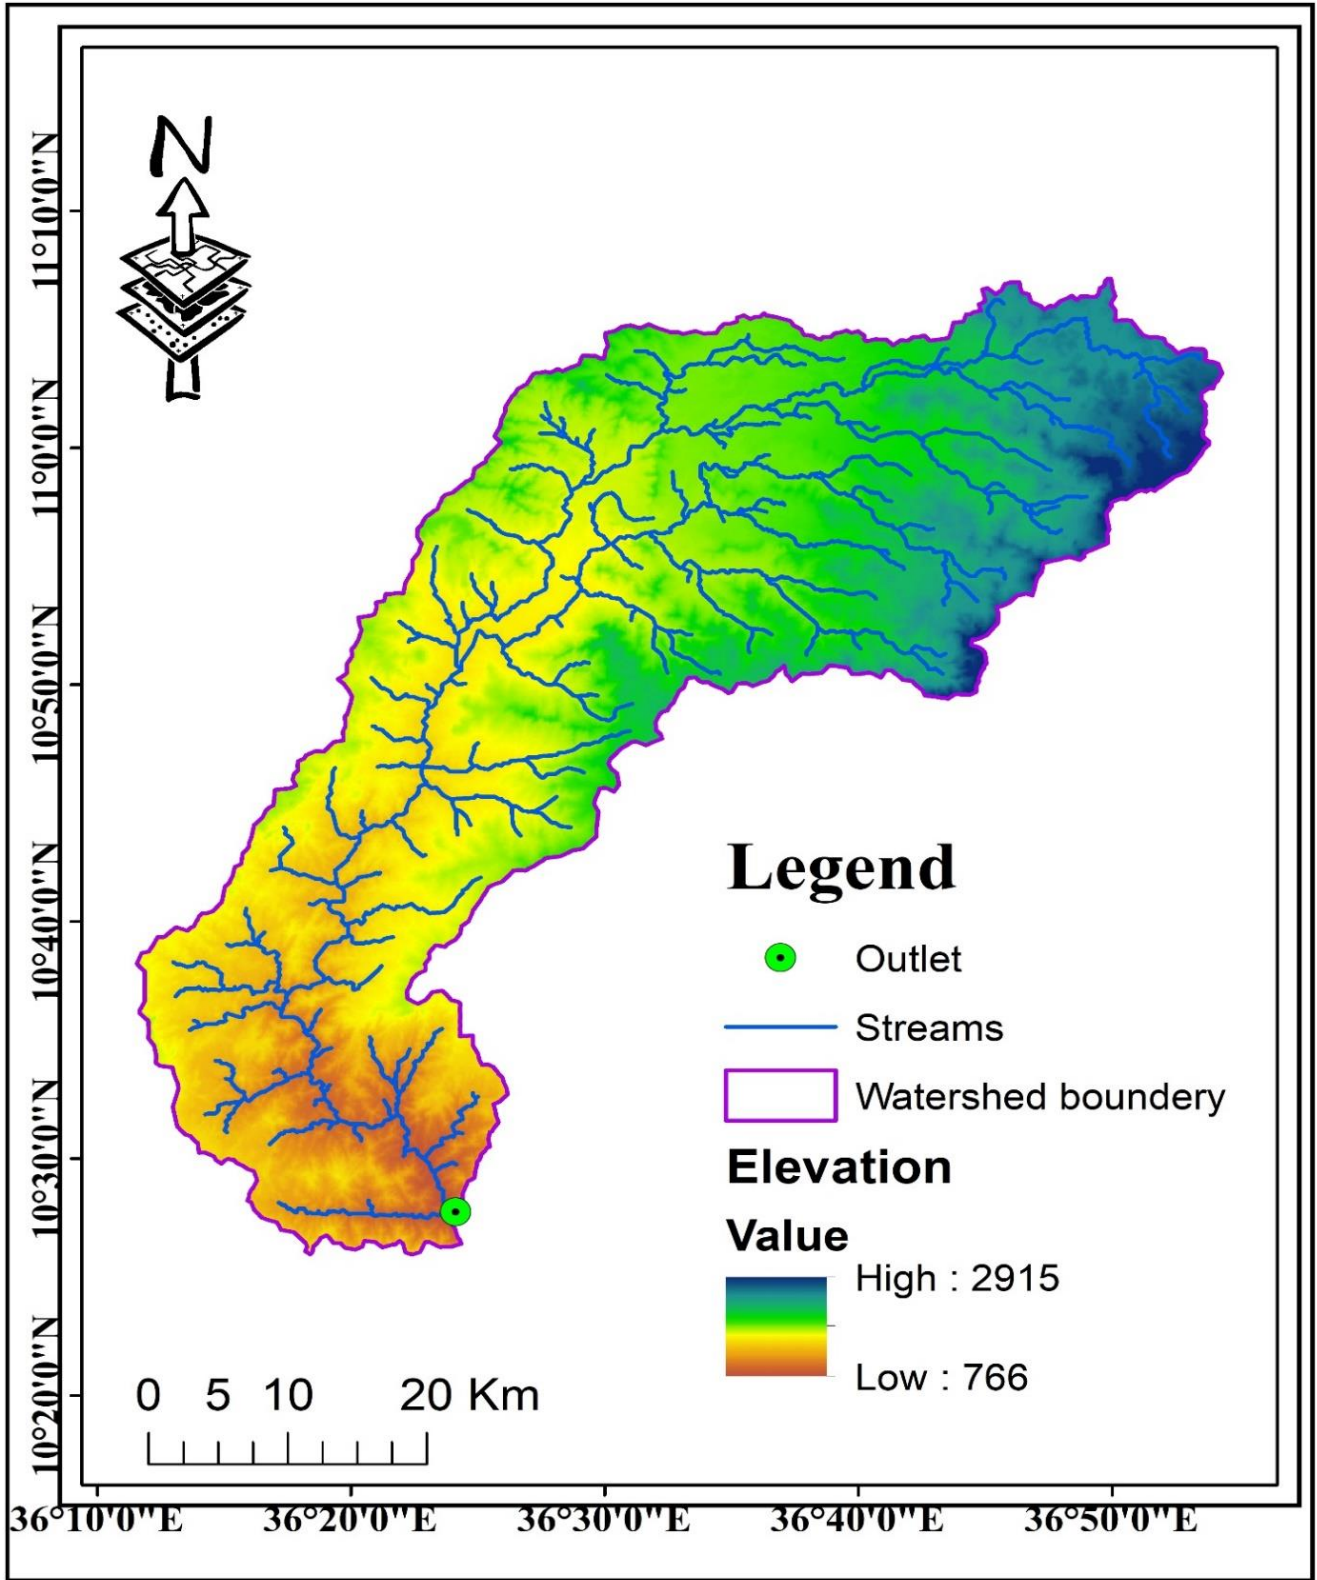 N
11°10'0"N
11°0'0"N
10°50'0"N
10°40'0"N
10°30'0"N
10°20'0"N
Legend
Outlet
Streams
Watershed boundery
Elevation
Value
High : 2915
Low : 766
0 5 10 20 Km
36°10'0"E 36°20'0"E 36°30'0"E 36°40'0"E 36°50'0"E